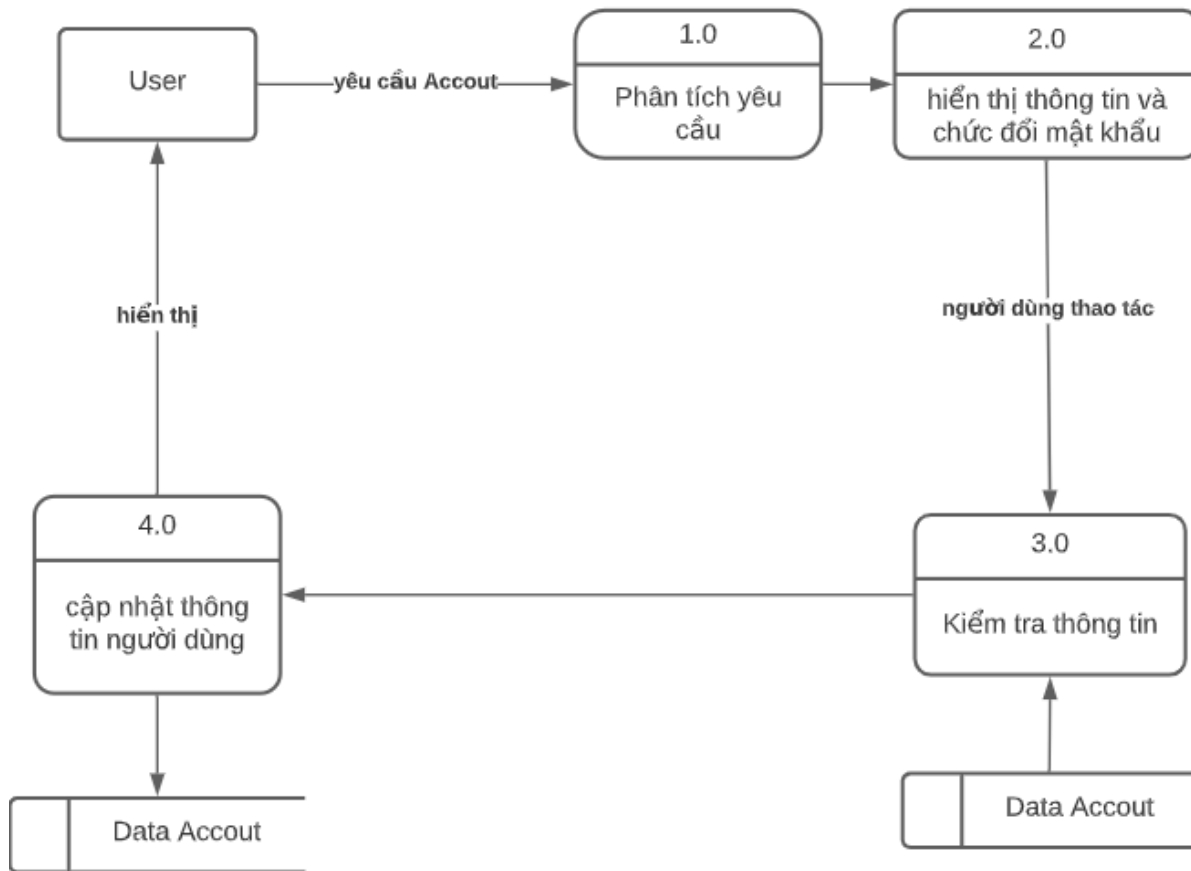 User
yêu cầu Accout
1.0
Phân tích yêu
cầu
2.0
hiển thị thông tin và
chức đổi mật khẩu
hiển thị
người dùng thao tác
4.0
cập nhật thông
tin người dùng
3.0
Kiểm tra thông tin
Data Accout
Data Accout